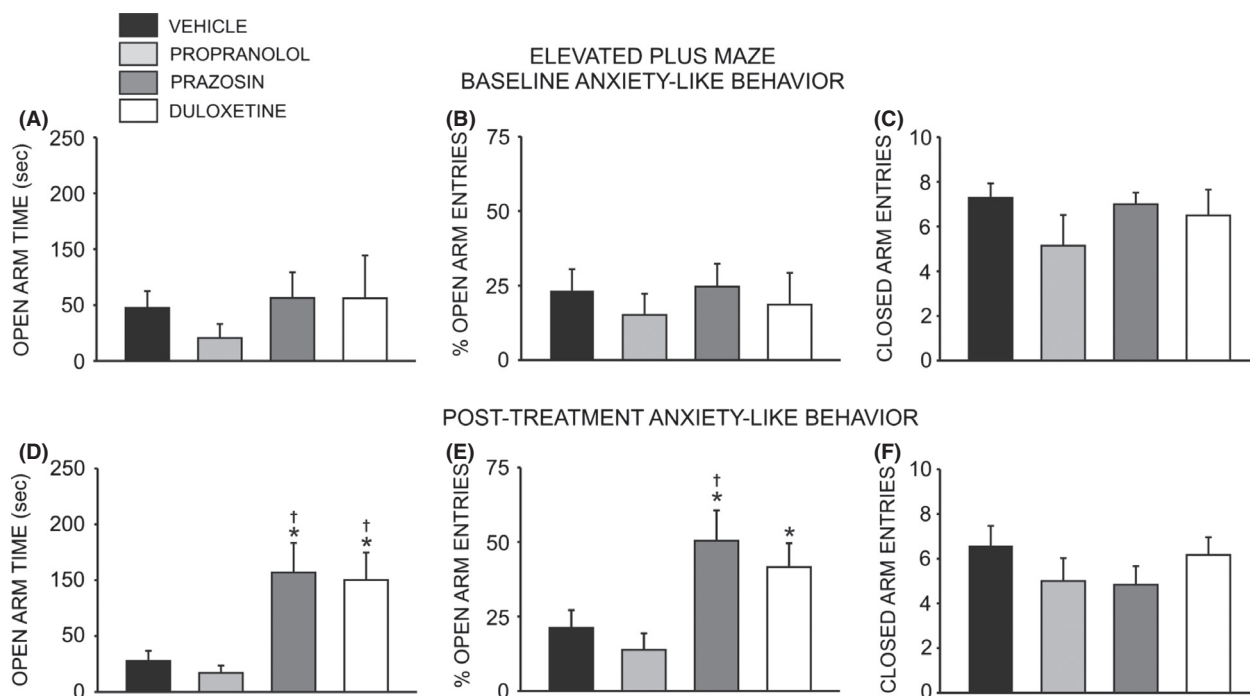 VEHICLE
PROPRANOLOL
PRAZOSIN
DULOXETINE
ELEVATED PLUS MAZE
BASELINE ANXIETY-LIKE BEHAVIOR
(A)
OPEN ARM TIME (sec)
250
200
150
50
0
(B)
% OPEN ARM ENTRIES
75
50
25
0
(C)
CLOSED ARM ENTRIES
10
8
6
4
2
0
POST-TREATMENT ANXIETY-LIKE BEHAVIOR
(D)
OPEN ARM TIME (sec)
250
200
150
50
0
†
*
†
*
(E)
% OPEN ARM ENTRIES
75
50
25
0
†
*
*
(F)
CLOSED ARM ENTRIES
10
8
6
4
2
0